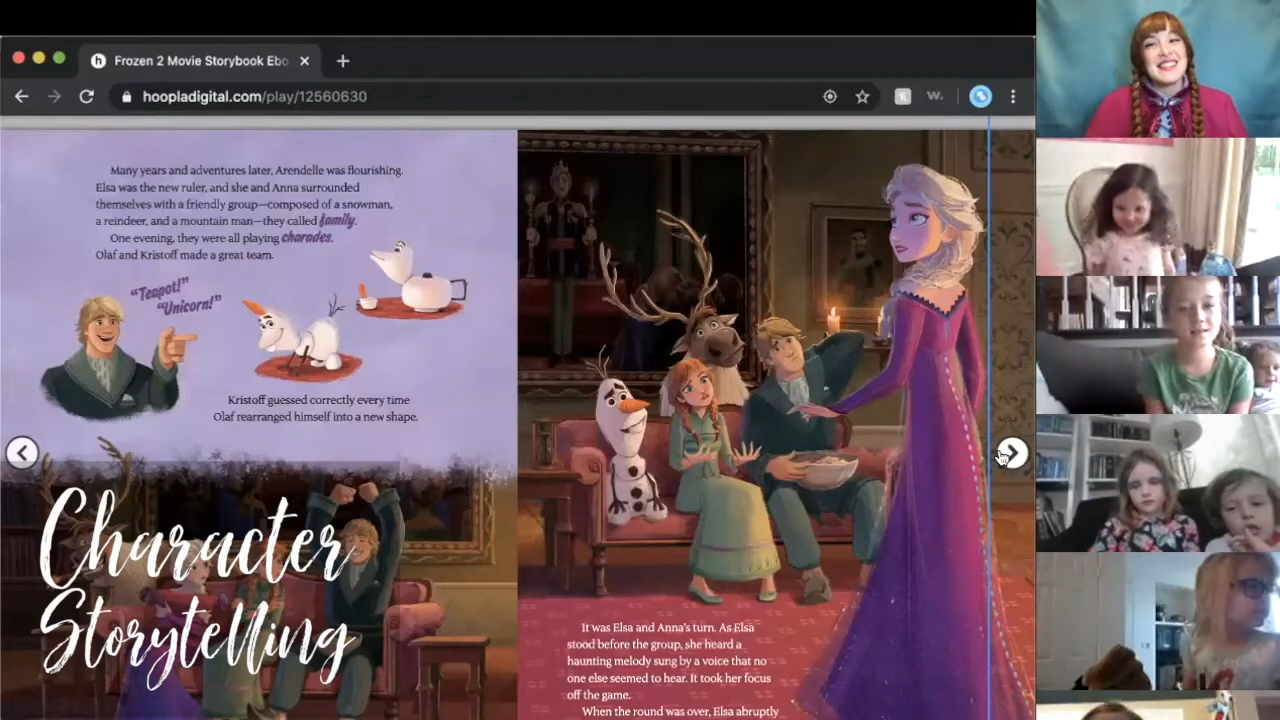 Frozen 2 Movie Storybook Ebo
hoopladigital.com/play/12560630
Many years and adventures later, Arendelle was flourishing.
Elsa was the new ruler, and she and Anna surrounded
themselves with a friendly group—composed of a snowman,
a reindeer, and a mountain man—they called family.
One evening, they were all playing charades.
Olaf and Kristoff made a great team.
“Teapot!”
“Unicorn!”
Kristoff guessed correctly every time
Olaf rearranged himself into a new shape.
Character
Storytelling
It was Elsa and Anna’s turn. As Elsa
stood before the group, she heard a
haunting melody sung by a voice that no
one else seemed to hear. It took her focus
off the game.
When the round was over, Elsa abruptly